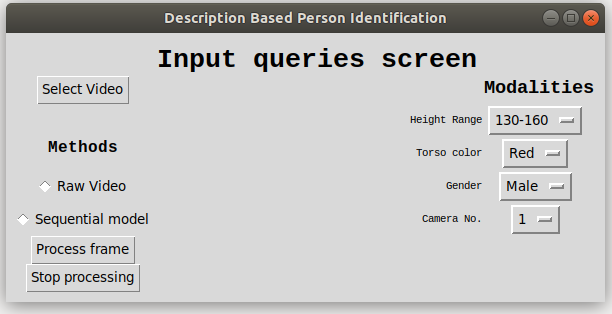 Description Based Person Identification
Input queries screen
Select Video
Modalities
Height Range 130-160
Methods
Torso color Red
Raw Video
Gender Male
Sequential model
Camera No. 1
Process frame
Stop processing